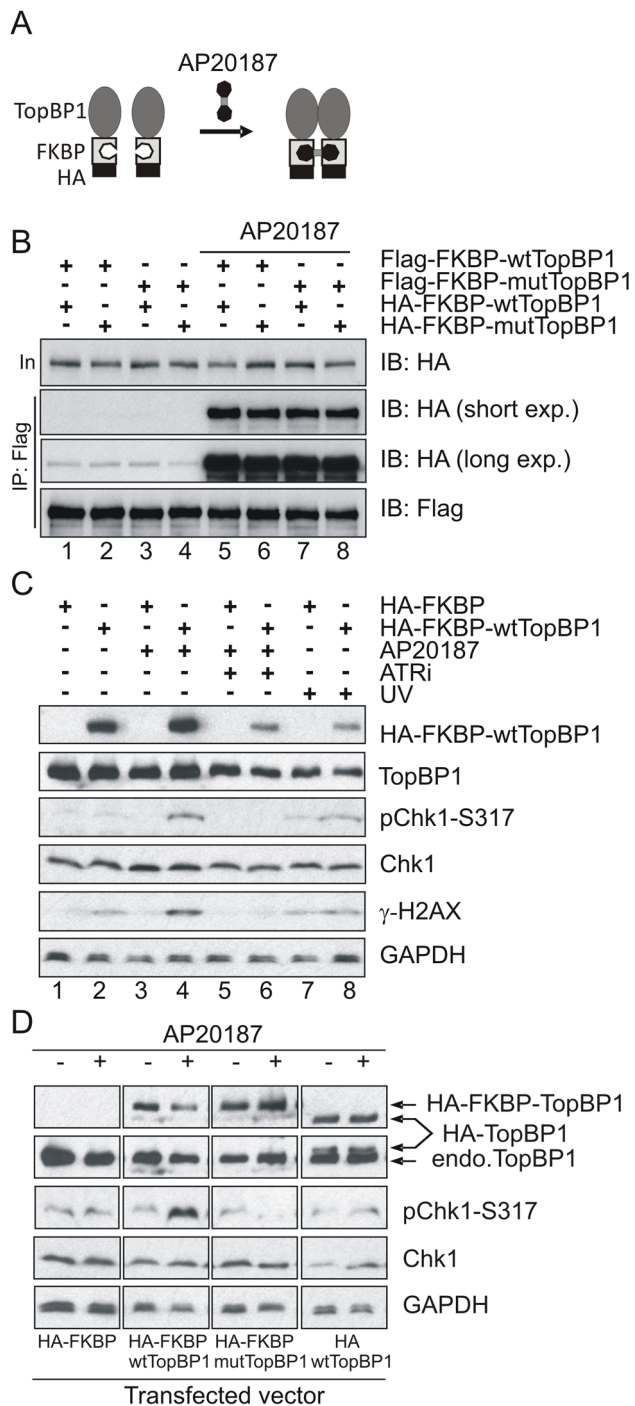 A
AP20187
TopBP1
FKBP
HA
B
AP20187
+ + - - + + - - Flag-FKBP-wtTopBP1
- - + + - - + + Flag-FKBP-mutTopBP1
+ - + - + - + - HA-FKBP-wtTopBP1
- + - + - + - + HA-FKBP-mutTopBP1
In
IB: HA
IP: Flag
IB: HA (short exp.)
IB: HA (long exp.)
IB: Flag
1 2 3 4 5 6 7 8
C
+ - + - + - + - HA-FKBP
- + - + - + - + HA-FKBP-wtTopBP1
- - + + + + - - AP20187
- - - - + + - - ATRi
- - - - - - + + UV
HA-FKBP-wtTopBP1
TopBP1
pChk1-S317
Chk1
γ-H2AX
GAPDH
1 2 3 4 5 6 7 8
D
AP20187
- + - + - + - +
HA-FKBP-TopBP1
HA-TopBP1
endo.TopBP1
pChk1-S317
Chk1
GAPDH
HA-FKBP HA-FKBP HA-FKBP HA
wtTopBP1 mutTopBP1 wtTopBP1
Transfected vector